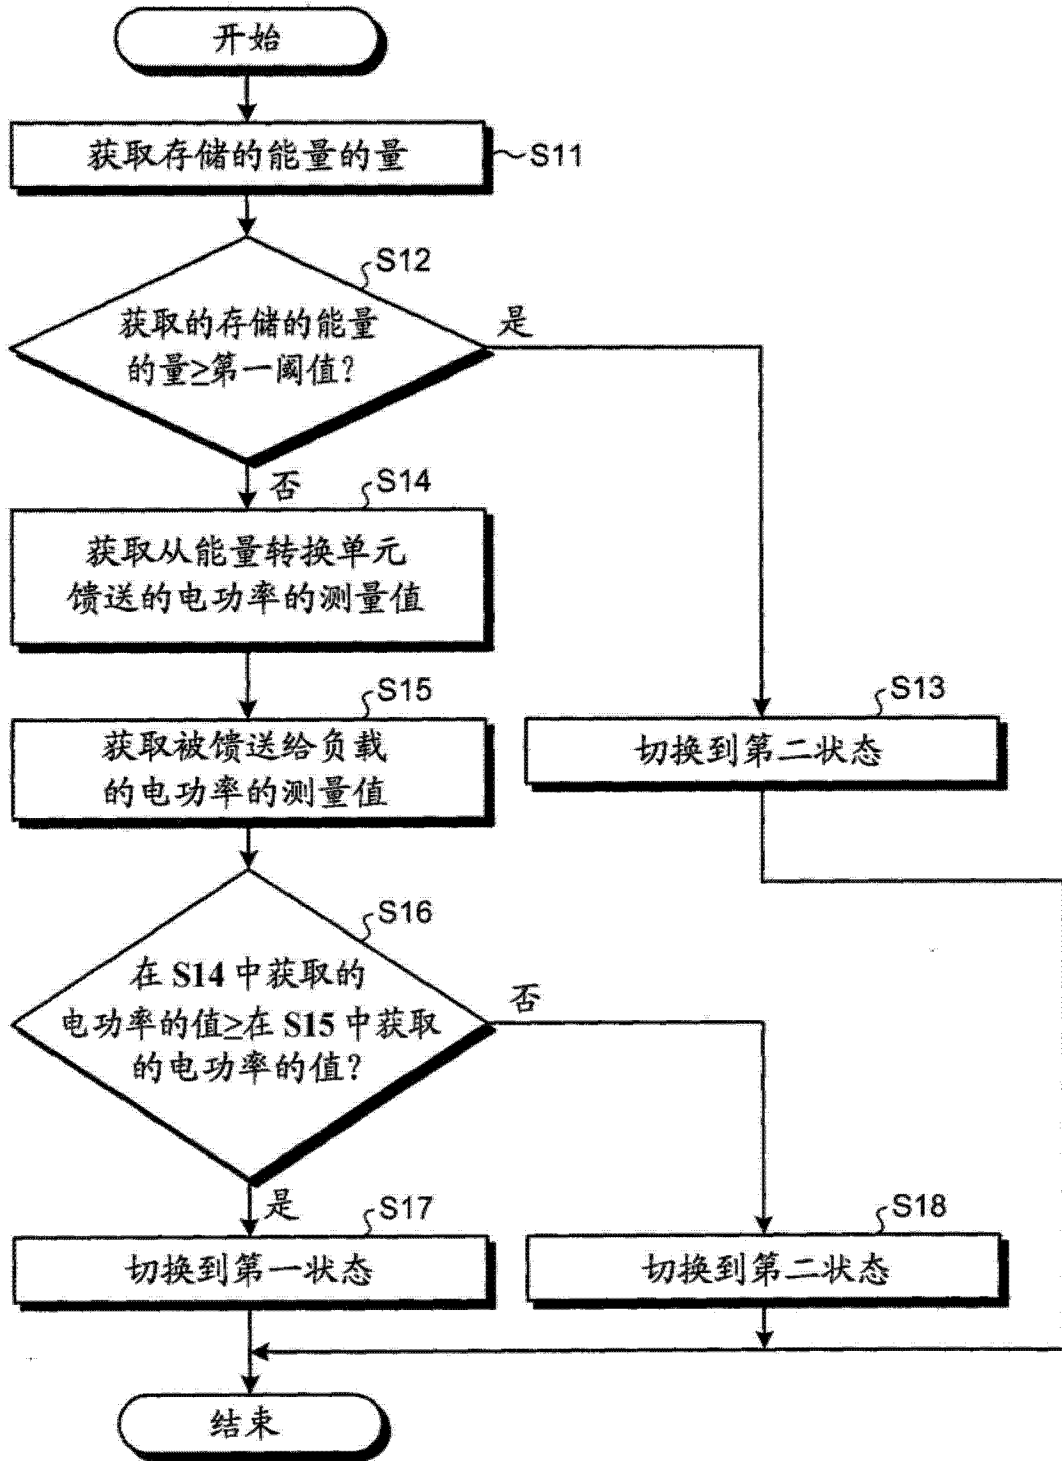 开始
获取存储的能量的量
S11
S12
获取的存储的能量
的量≥第一阈值?
是
否
S14
获取从能量转换单元
馈送的电功率的测量值
S15
获取被馈送给负载
的电功率的测量值
S13
切换到第二状态
S16
在 S14 中获取的
电功率的值≥在 S15 中获取
的电功率的值?
否
是
S17
切换到第一状态
S18
切换到第二状态
结束